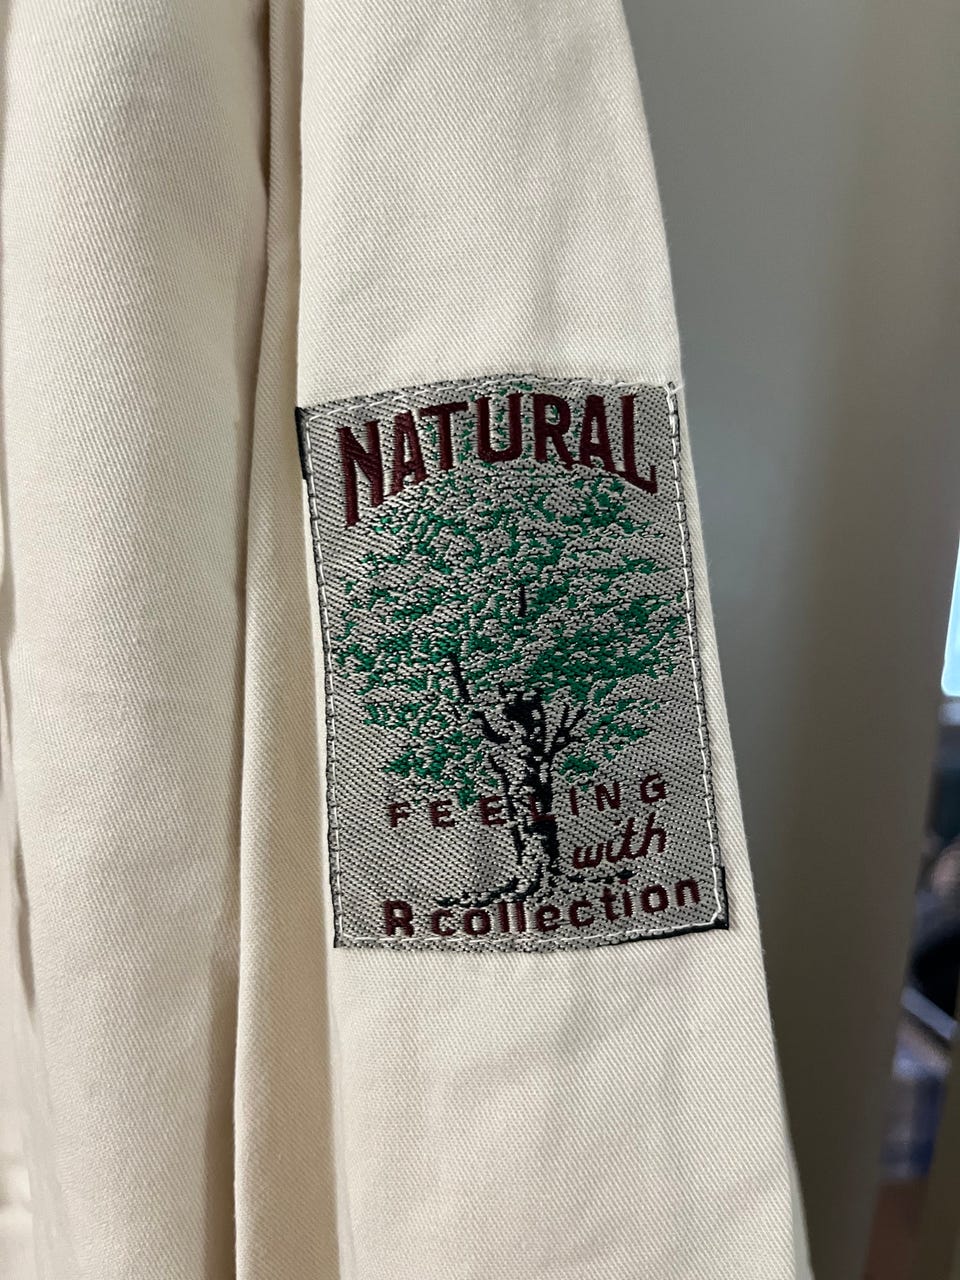 NATURAL
FEELING
with
R collection